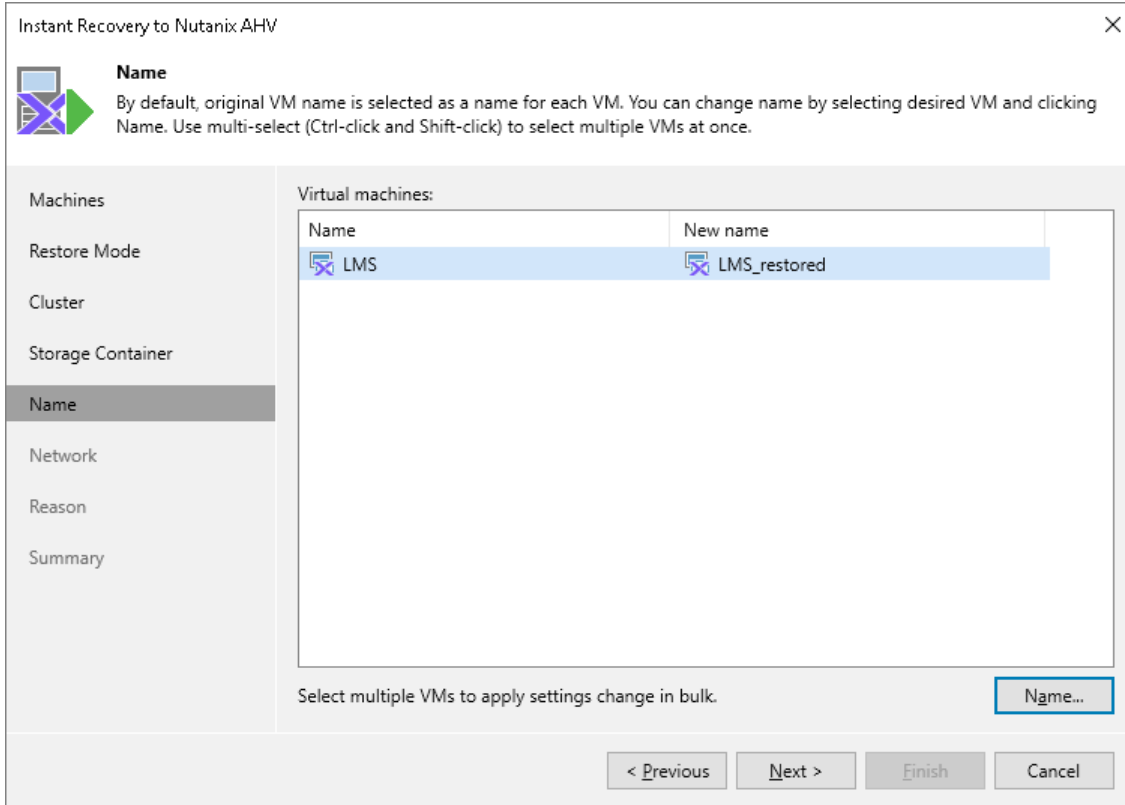 Instant Recovery to Nutanix AHV
Name
By default, original VM name is selected as a name for each VM. You can change name by selecting desired VM and clicking
Name. Use multi-select (Ctrl-click and Shift-click) to select multiple VMs at once.
Machines
Restore Mode
Cluster
Storage Container
Name
Network
Reason
Summary
Virtual machines:
Name New name
LMS LMS_restored
Select multiple VMs to apply settings change in bulk. Name...
< Previous Next > Finish Cancel